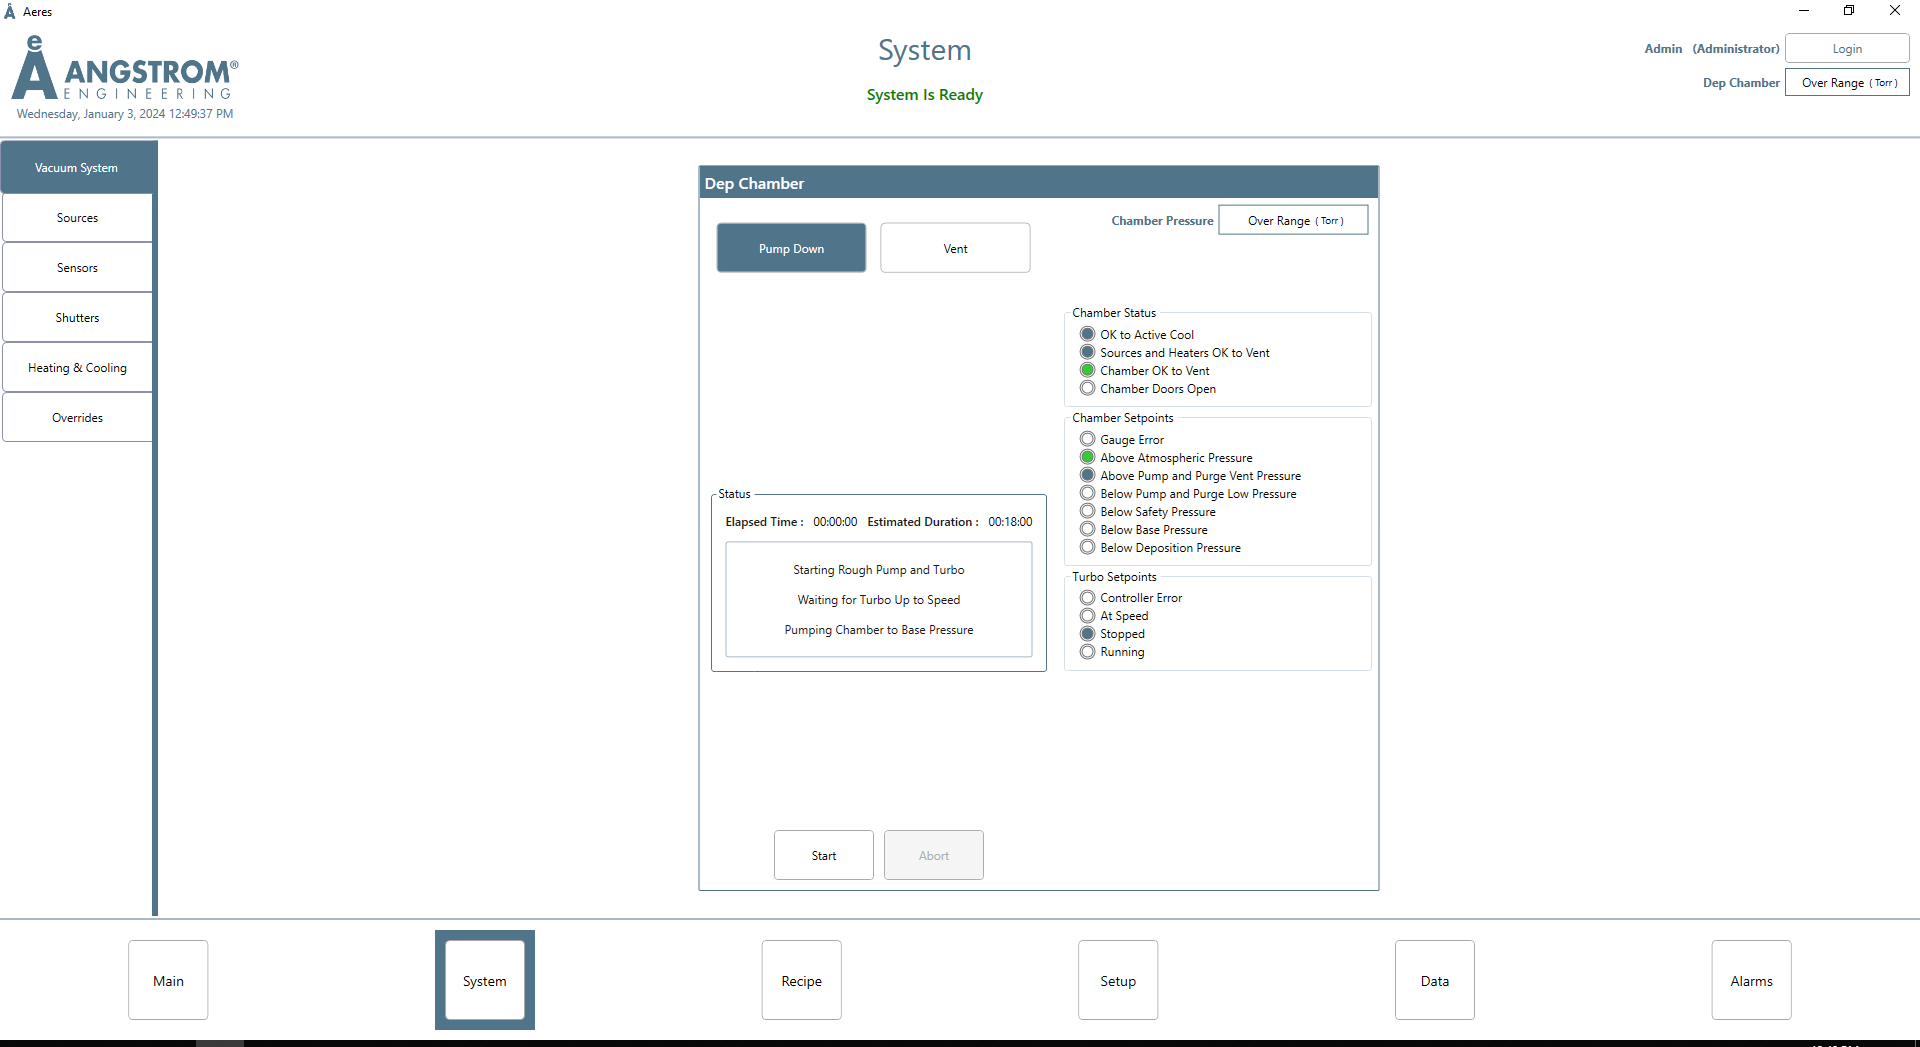 Aeres
e
ANGSTROM®
ENGINEERING
Wednesday, January 3, 2024 12:49:37 PM
System
System Is Ready
Admin (Administrator) Login
Dep Chamber Over Range (Torr)
Vacuum System
Sources
Sensors
Shutters
Heating & Cooling
Overrides
Dep Chamber
Pump Down
Vent
Chamber Pressure Over Range (Torr)
Status
Elapsed Time : 00:00:00 Estimated Duration : 00:18:00
Starting Rough Pump and Turbo
Waiting for Turbo Up to Speed
Pumping Chamber to Base Pressure
Chamber Status
OK to Active Cool
Sources and Heaters OK to Vent
Chamber OK to Vent
Chamber Doors Open
Chamber Setpoints
Gauge Error
Above Atmospheric Pressure
Above Pump and Purge Vent Pressure
Below Pump and Purge Low Pressure
Below Safety Pressure
Below Base Pressure
Below Deposition Pressure
Turbo Setpoints
Controller Error
At Speed
Stopped
Running
Start
Abort
Main
System
Recipe
Setup
Data
Alarms